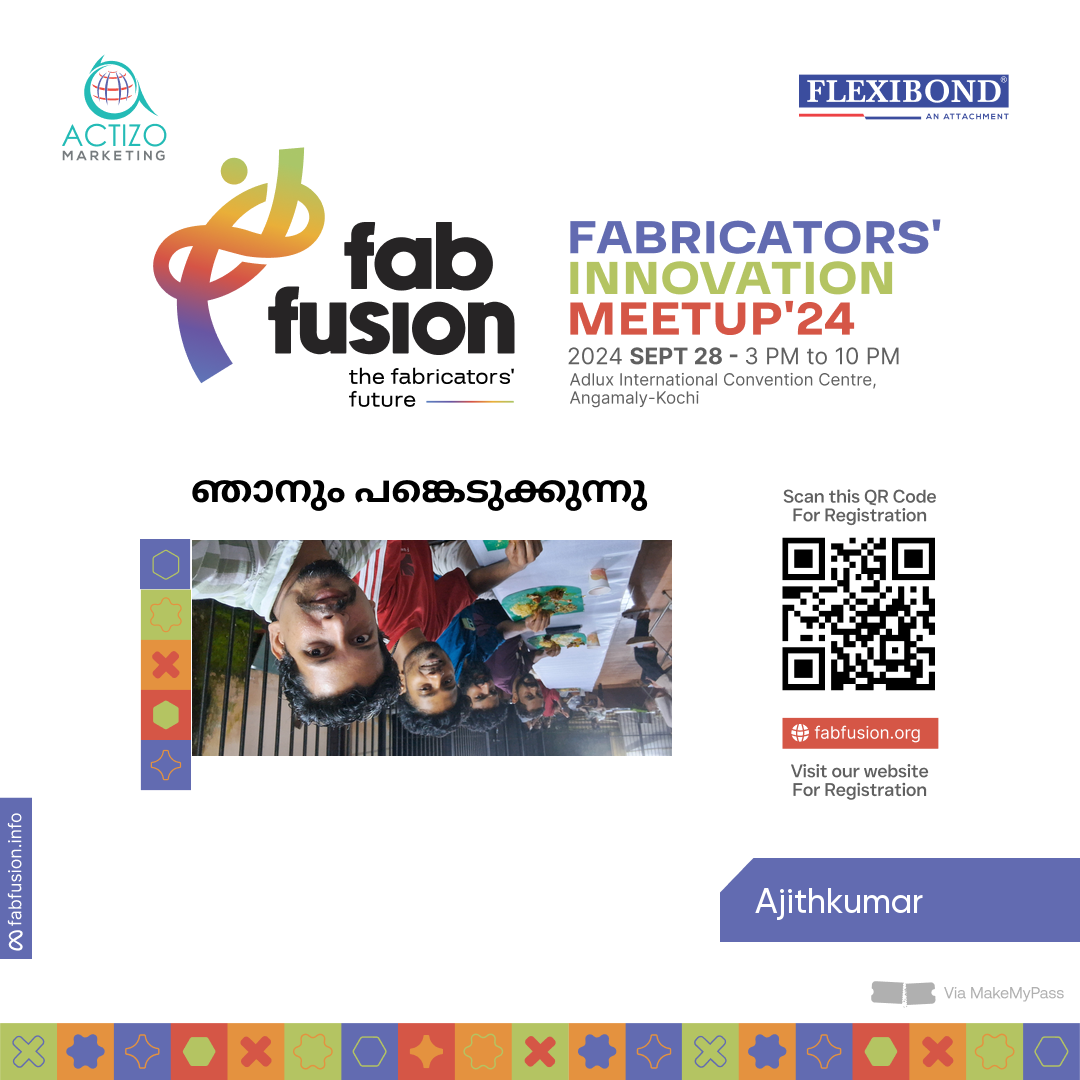 ACTIZO
MARKETING
FLEXIBOND®
AN ATTACHMENT
fab
fusion
the fabricators'
future
FABRICATORS'
INNOVATION
MEETUP'24
2024 SEPT 28 - 3 PM to 10 PM
Adlux International Convention Centre,
Angamaly-Kochi
ഞാനും പങ്കെടുക്കുന്നു
Scan this QR Code
For Registration
fabfusion.org
Visit our website
For Registration
fabfusion.info
Ajithkumar
Via MakeMyPass